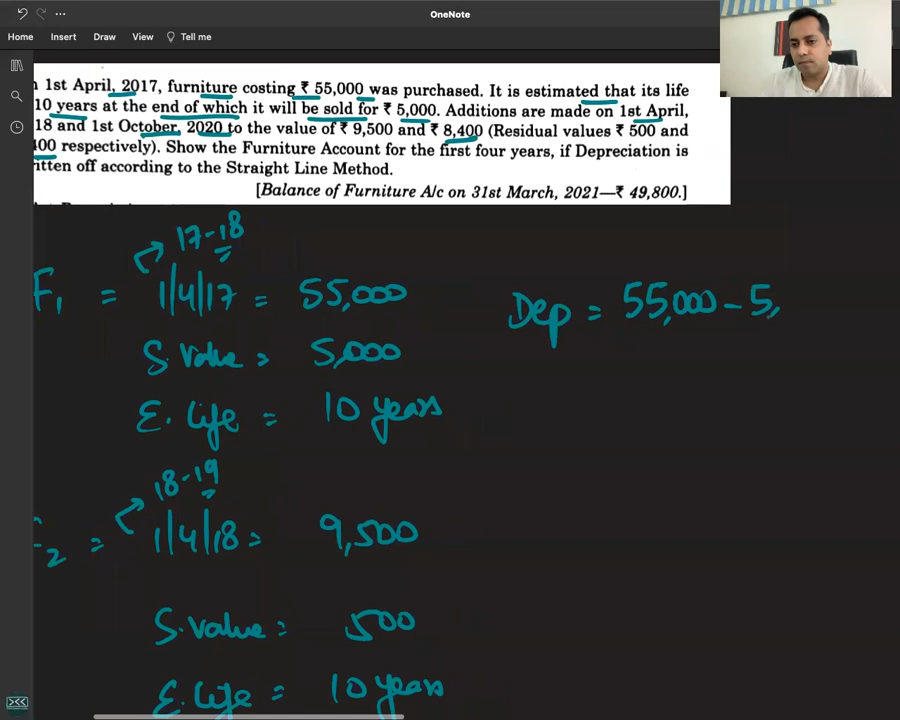 OneNote
Home Insert Draw View Tell me
1st April, 2017, furniture costing ₹ 55,000 was purchased. It is estimated that its life
10 years at the end of which it will be sold for ₹ 5,000. Additions are made on 1st April,
18 and 1st October, 2020 to the value of ₹ 9,500 and ₹ 8,400 (Residual values ₹ 500 and
00 respectively). Show the Furniture Account for the first four years, if Depreciation is
itten off according to the Straight Line Method.
[Balance of Furniture A/c on 31st March, 2021—₹ 49,800.]
17-18
F1 = 1/4/17 = 55,000
Dep = 55,000 - 5,
S. Value = 5,000
E. life = 10 years
18-19
2 = 1/4/18 = 9,500
S. Value = 500
E. life = 10 years